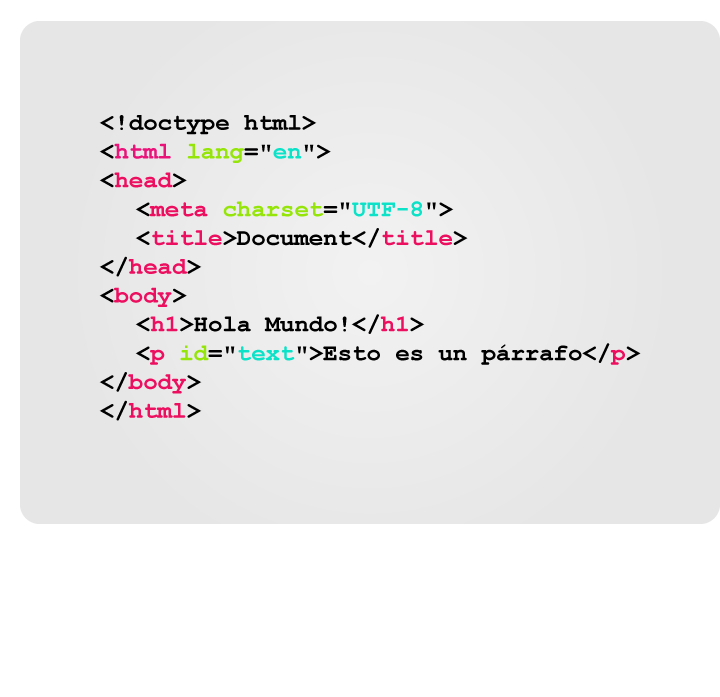 <!doctype html>
<html lang="en">
<head>
<meta charset="UTF-8">
<title>Document</title>
</head>
<body>
<h1>Hola Mundo!</h1>
<p id="text">Esto es un párrafo</p>
</body>
</html>